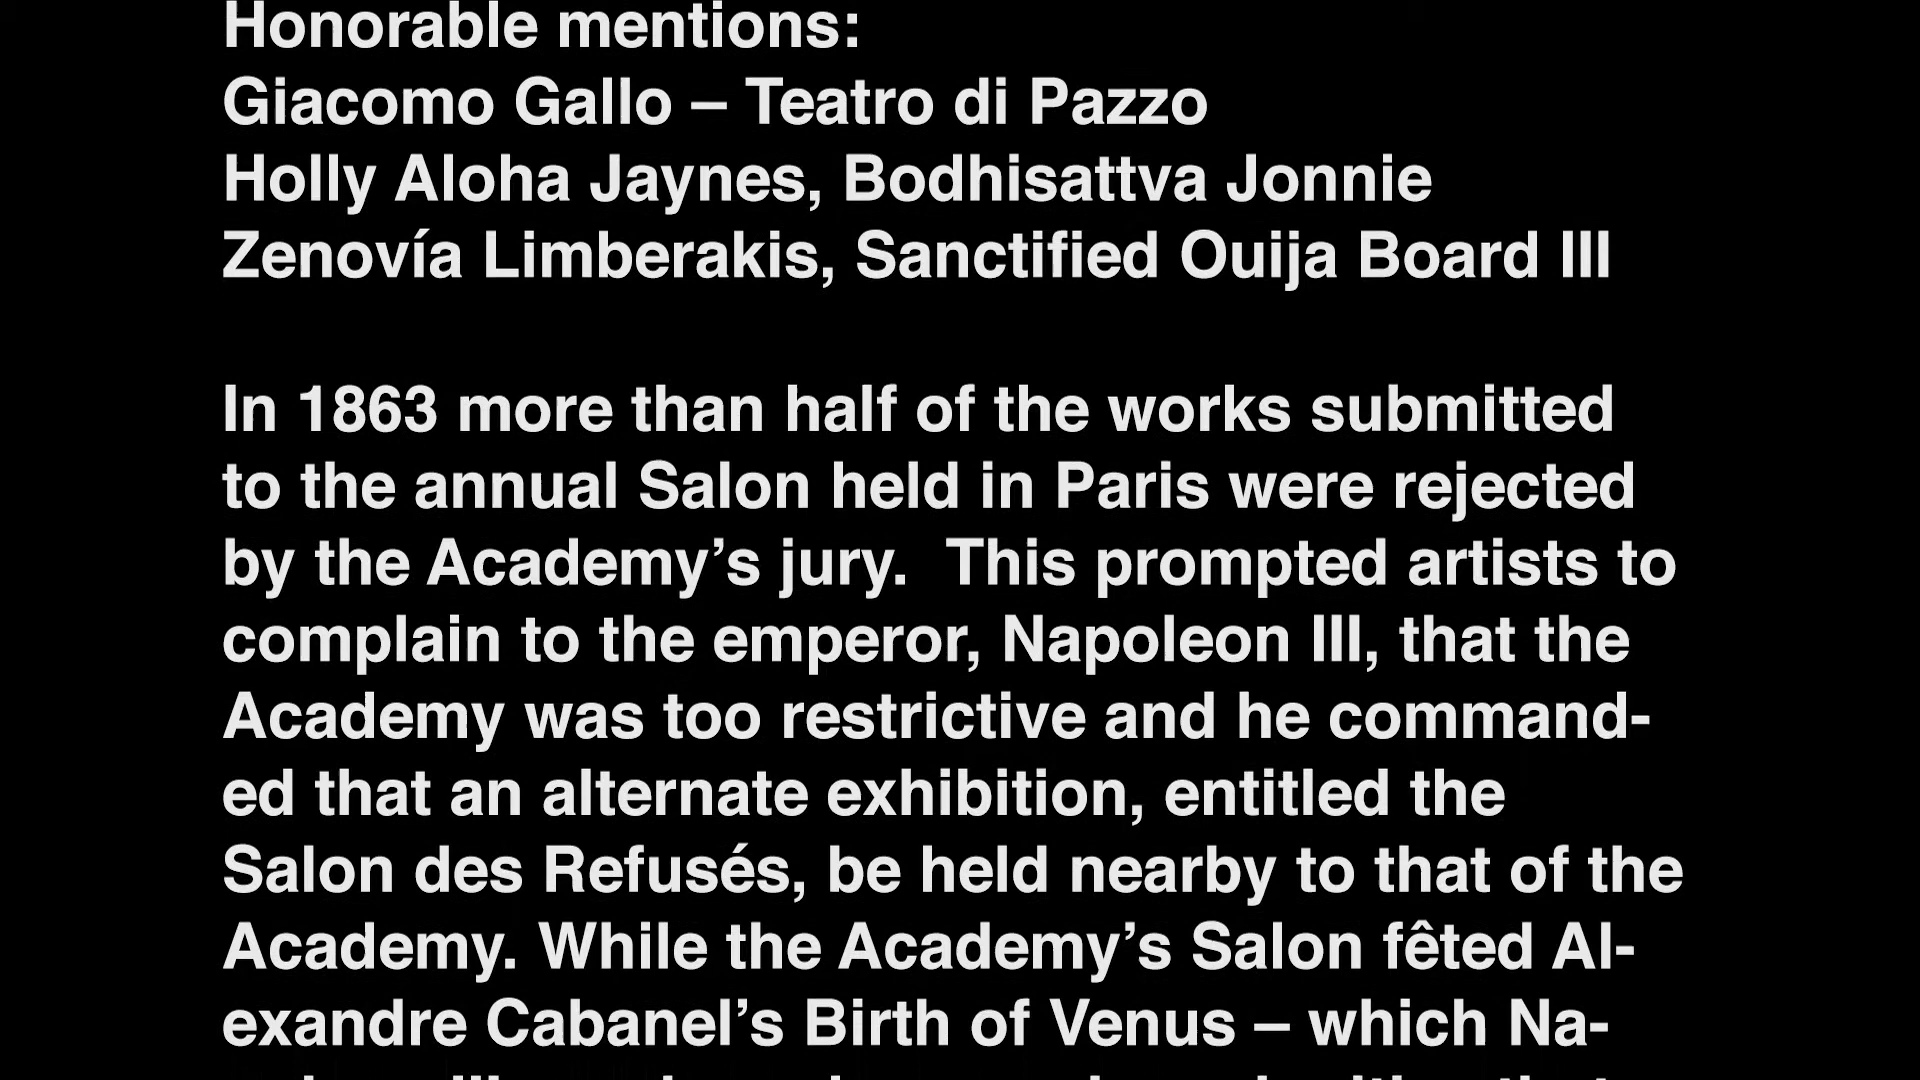 Honorable mentions:
Giacomo Gallo – Teatro di Pazzo
Holly Aloha Jaynes, Bodhisattva Jonnie
Zenovía Limberakis, Sanctified Ouija Board III
In 1863 more than half of the works submitted
to the annual Salon held in Paris were rejected
by the Academy’s jury.  This prompted artists to
complain to the emperor, Napoleon III, that the
Academy was too restrictive and he command-
ed that an alternate exhibition, entitled the
Salon des Refusés, be held nearby to that of the
Academy. While the Academy’s Salon fêted Al-
exandre Cabanel’s Birth of Venus – which Na-